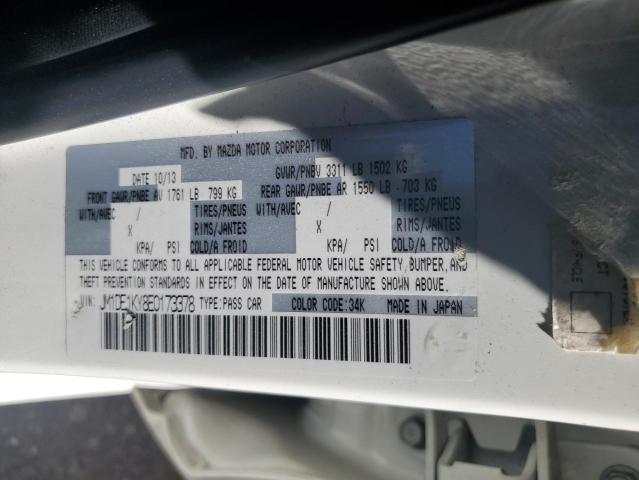 MFD. BY MAZDA MOTOR CORPORATION
DATE 10/13 GVWR/PNBV 3311 LB 1502 KG
FRONT GAWR/PNBE AV 1761 LB 799 KG REAR GAWR/PNBE AR 1550 LB - 703 KG
WITH/AVEC / TIRES/PNEUS WITH/AVEC / TIRES/PNEUS
X RIMS/JANTES X RIMS/JANTES
KPA/ PSI COLD/A FROID KPA/ PSI COLD/A FROID
THIS VEHICLE CONFORMS TO ALL APPLICABLE FEDERAL MOTOR VEHICLE SAFETY, BUMPER, AND
THEFT PREVENTION STANDARDS IN EFFECT ON THE DATE OF MANUFACTURE SHOWN ABOVE.
VIN: JM1DE1KY8E0173378 TYPE:PASS CAR COLOR CODE:34K MADE IN JAPAN